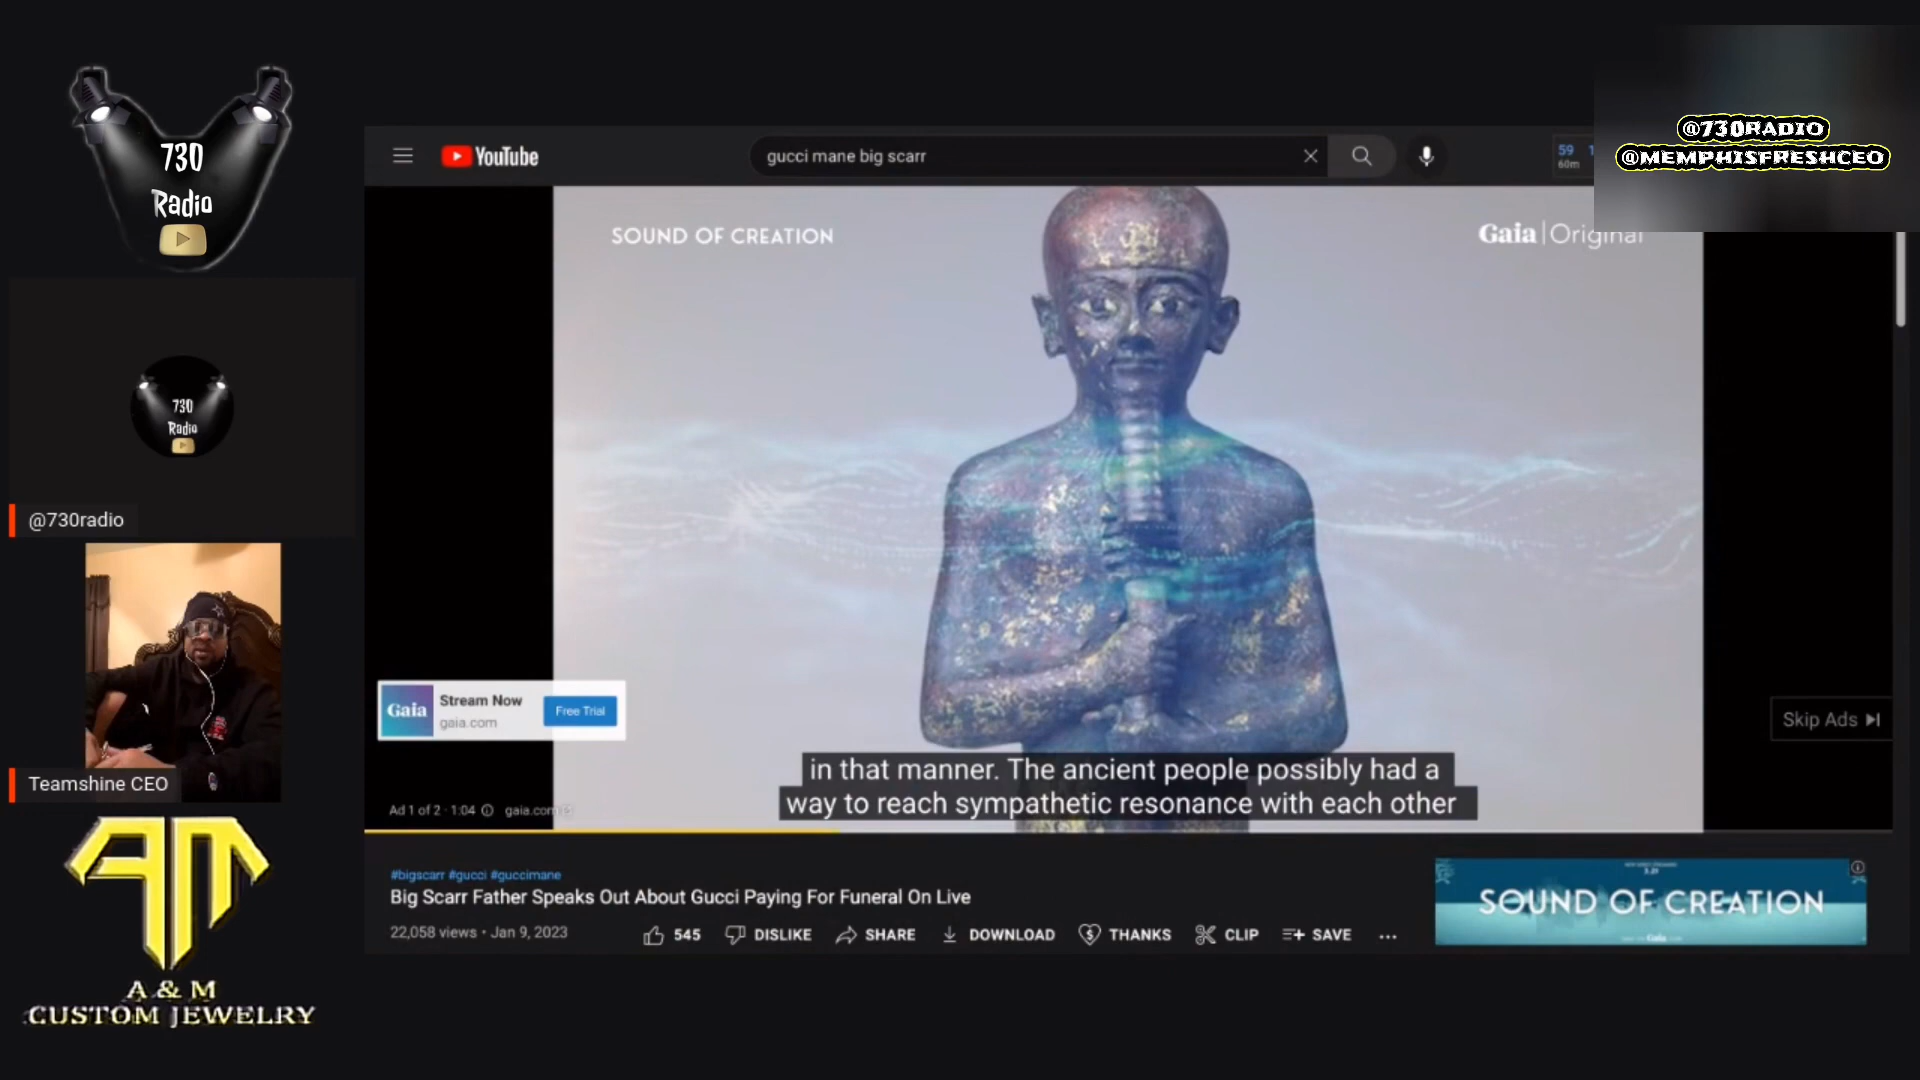 730
Radio
@730radio
Teamshine CEO
A & M
CUSTOM JEWELRY
YouTube
gucci mane big scarr
59
60m
@730RADIO
@MEMPHISFRESHCEO
SOUND OF CREATION
Gaia | Original
730
Radio
Gaia
Stream Now
gaia.com
Free Trial
Skip Ads
in that manner. The ancient people possibly had a
way to reach sympathetic resonance with each other
Ad 1 of 2 · 1:04
gaia.com
#bigscarr #gucci #guccimane
Big Scarr Father Speaks Out About Gucci Paying For Funeral On Live
22,058 views · Jan 9, 2023
545
DISLIKE
SHARE
DOWNLOAD
THANKS
CLIP
SAVE
SOUND OF CREATION